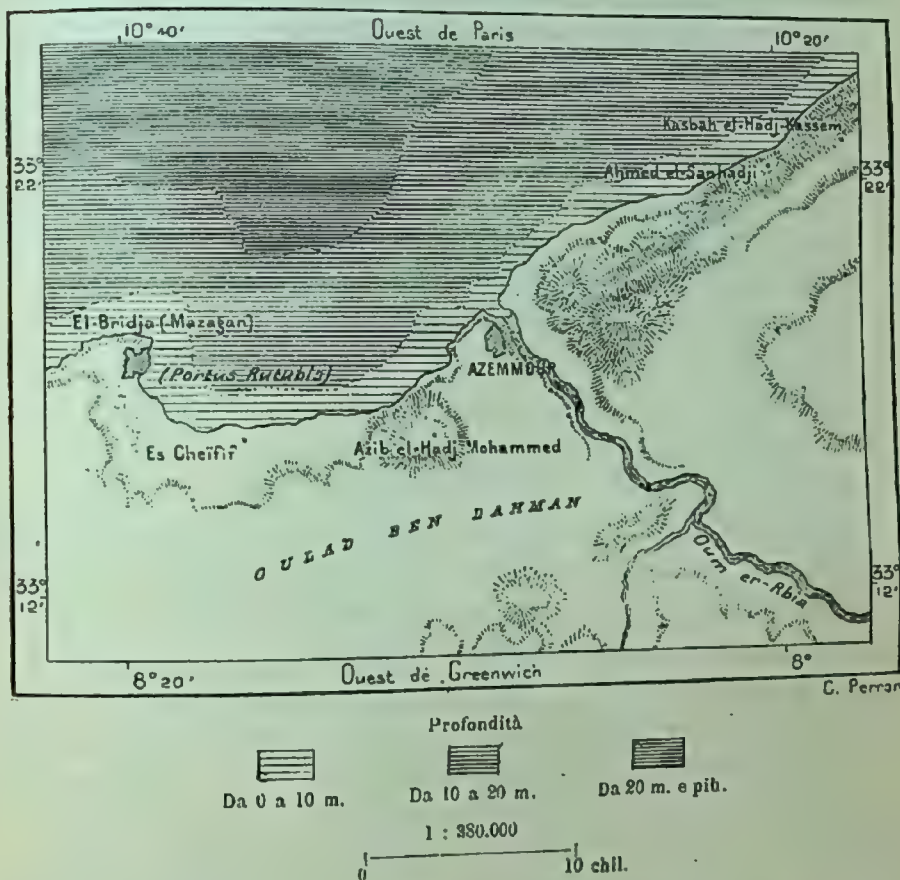 10°40' Ouest de Paris 10°20'
Kasbah el-Hadj-Kassem
33° 22'
Ahmed-el-Sanhadji
33° 22'
El-Bridja (Mazagan)
(Portus Rutubis)
AZEMMOUR
Es Cheïfif
Azib el-Hadj-Mohammed
OULAD BEN DAHMAN
Oum er-Rbia
33° 12'
33° 12'
8° 20' Ouest de Greenwich 8°
C. Perron
Profondità
Da 0 a 10 m. Da 10 a 20 m. Da 20 m. e più.
1 : 380.000
0 10 chil.